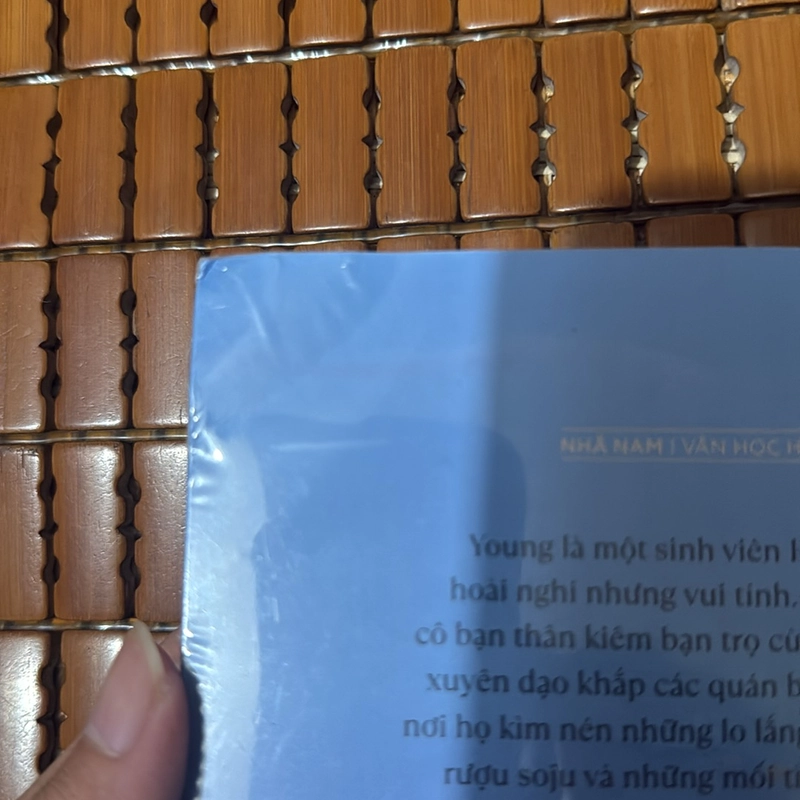 NHÃ NAM | VĂN HỌC
Young là một sinh viên
hoài nghi nhưng vui tính.
cô bạn thân kiêm bạn trọ
xuyên dạo khắp các quán
nơi họ kìm nén những lo
rượu soju và những mối